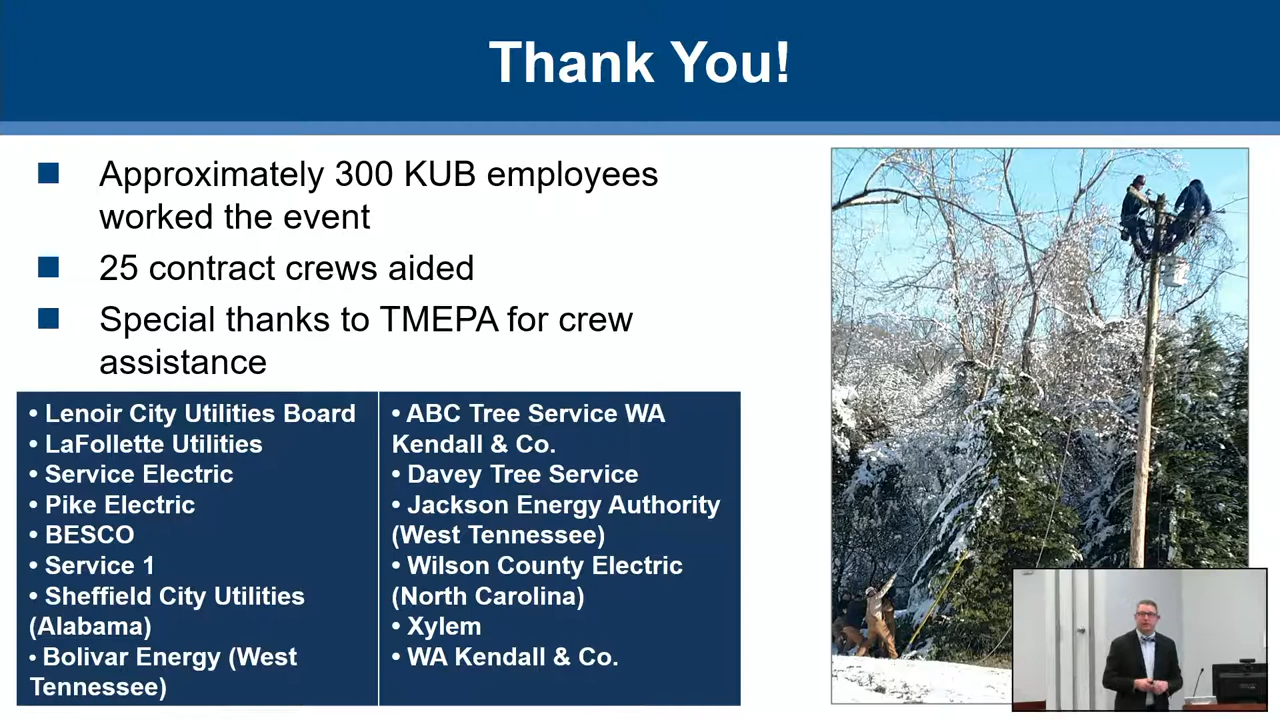 Thank You!
Approximately 300 KUB employees
worked the event
25 contract crews aided
Special thanks to TMEPA for crew
assistance
• Lenoir City Utilities Board
• LaFollette Utilities
• Service Electric
• Pike Electric
• BESCO
• Service 1
• Sheffield City Utilities
(Alabama)
• Bolivar Energy (West
Tennessee)
• ABC Tree Service WA
Kendall & Co.
• Davey Tree Service
• Jackson Energy Authority
(West Tennessee)
• Wilson County Electric
(North Carolina)
• Xylem
• WA Kendall & Co.